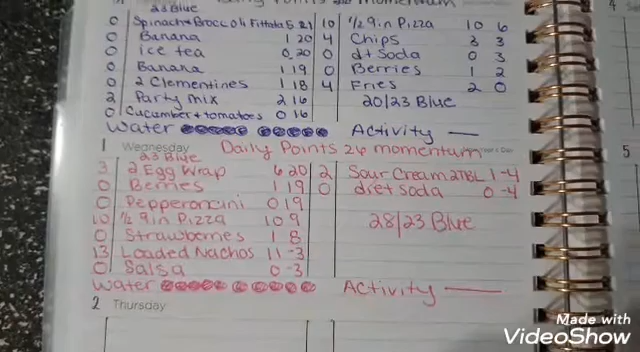 23 Blue
0 Spinach + Broccoli Frittata 5 21
0 Banana 1 20
0 ice tea 0 20
0 Banana 1 19
0 2 Clementines 1 18
2 Party mix 2 16
0 Cucumber + tomatoes 0 16
10 1/2 9in Pizza 10 6
4 Chips 3 3
0 dt Soda 0 3
0 Berries 1 2
4 Fries 2 0
20/23 Blue
Water
Activity —
1 Wednesday Daily Points 26 momentum
23 Blue
3 2 Egg Wrap 6 20
0 Berries 1 19
0 Pepperoncini 0 19
10 1/2 9in Pizza 10 9
0 Strawberries 1 8
13 Loaded Nachos 11 -3
0 Salsa 0 -3
2 Sour Cream 2TBL 1 -4
0 diet Soda 0 -4
28/23 Blue
Water
Activity —
2 Thursday
4
5
Made with
VideoShow